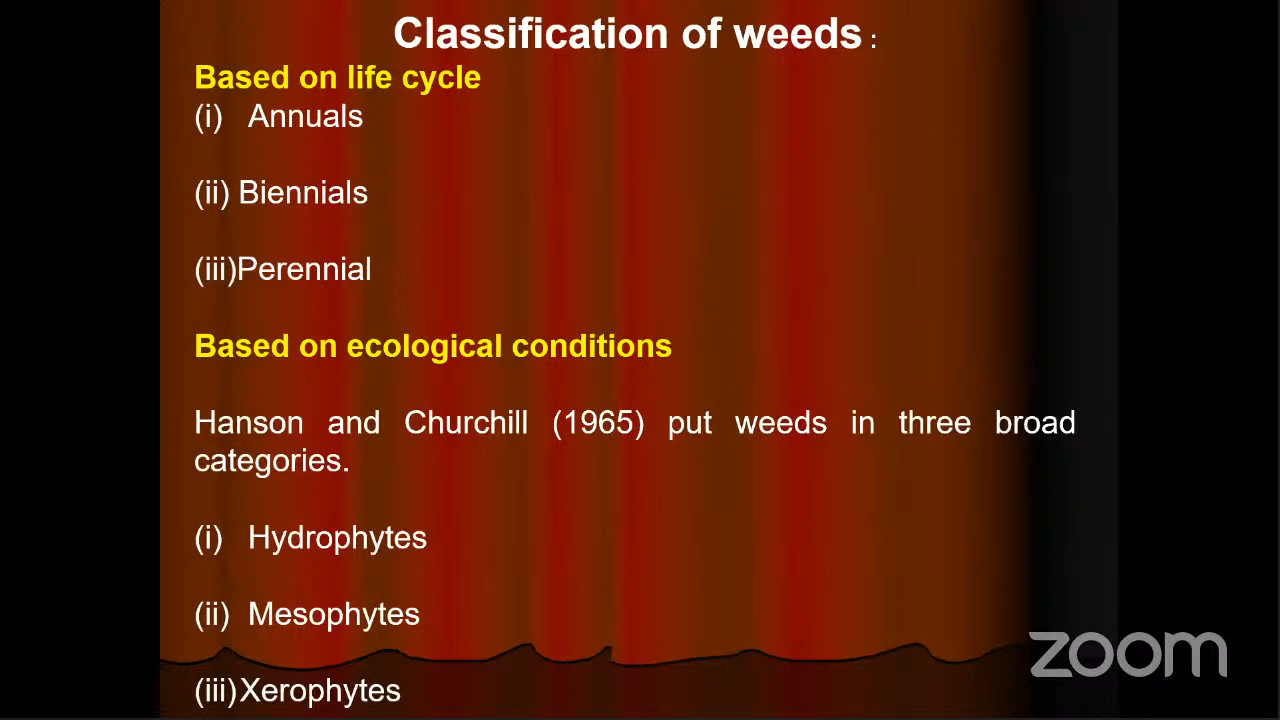 Classification of weeds :
Based on life cycle
(i) Annuals
(ii) Biennials
(iii)Perennial
Based on ecological conditions
Hanson and Churchill (1965) put weeds in three broad
categories.
(i) Hydrophytes
(ii) Mesophytes
(iii)Xerophytes
zoom